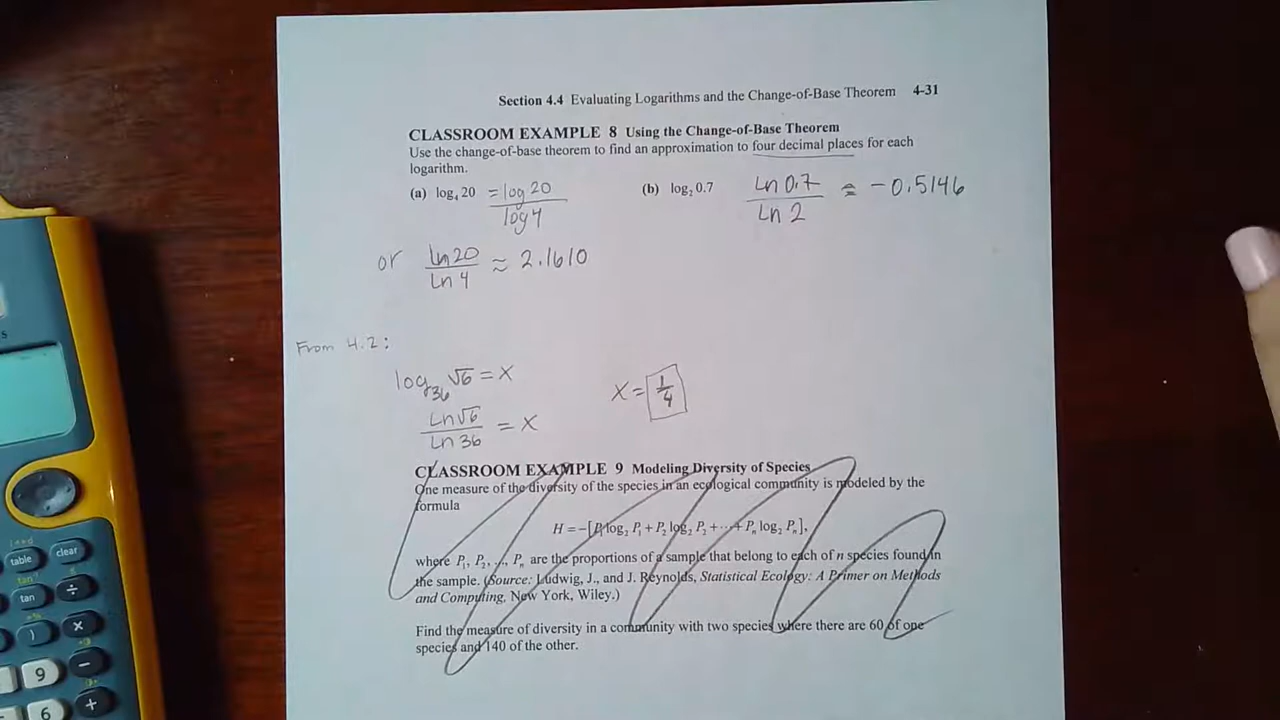 Section 4.4 Evaluating Logarithms and the Change-of-Base Theorem 4-31
CLASSROOM EXAMPLE 8 Using the Change-of-Base Theorem
Use the change-of-base theorem to find an approximation to four decimal places for each
logarithm.
(a) log₄ 20 = log 20 / log 4
(b) log₂ 0.7 Ln 0.7 / Ln 2 ≈ -0.5146
or ln 20 / Ln 4 ≈ 2.1610
From 4.2:
log₃₆ √6 = X
X = 1/4
Ln √6 / Ln 36 = X
CLASSROOM EXAMPLE 9 Modeling Diversity of Species
One measure of the diversity of the species in an ecological community is modeled by the
formula
H = -[P₁ log₂ P₁ + P₂ log₂ P₂ + ··· + Pₙ log₂ Pₙ],
where P₁, P₂, ..., Pₙ are the proportions of a sample that belong to each of n species found in
the sample. (Source: Ludwig, J., and J. Reynolds, Statistical Ecology: A Primer on Methods
and Computing, New York, Wiley.)
Find the measure of diversity in a community with two species where there are 60 of one
species and 140 of the other.
table
clear
tan
÷
)
x
9
−
6
+